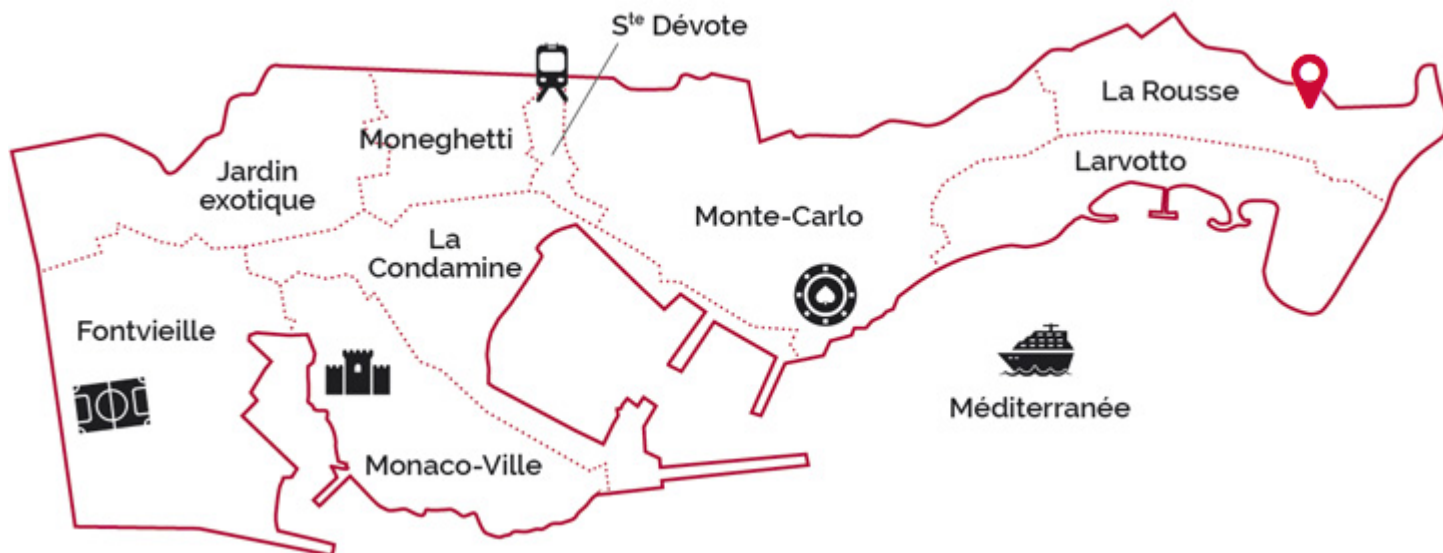 Sᵗᵉ Dévote
La Rousse
Moneghetti
Larvotto
Jardin
exotique
Monte-Carlo
La
Condamine
Fontvieille
Méditerranée
Monaco-Ville